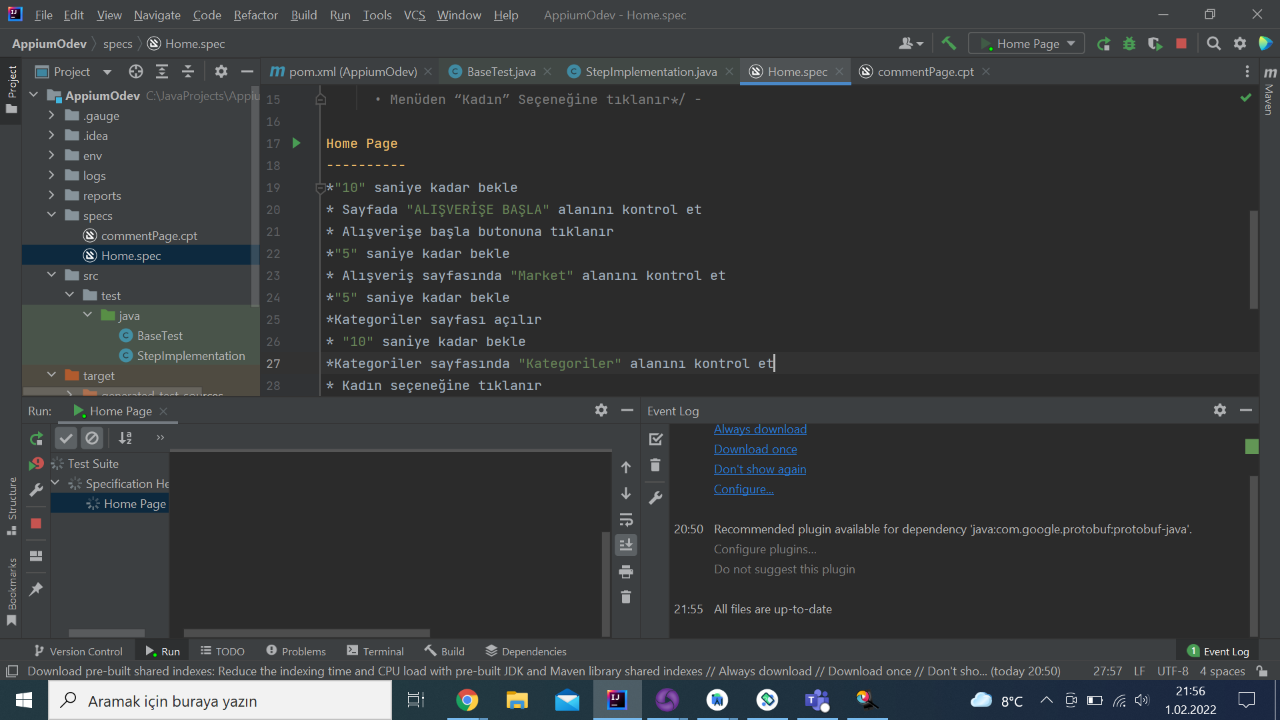 File Edit View Navigate Code Refactor Build Run Tools VCS Window Help AppiumOdev - Home.spec
AppiumOdev specs Home.spec
Home Page
Project
pom.xml (AppiumOdev) BaseTest.java StepImplementation.java Home.spec commentPage.cpt
Project
Maven
AppiumOdev C:\JavaProjects\Appiu
.gauge
.idea
env
logs
reports
specs
commentPage.cpt
Home.spec
src
test
java
BaseTest
StepImplementation
target
generated-test-sources
15 • Menüden “Kadın” Seçeneğine tıklanır*/ -
16
17 Home Page
18 ----------
19 *"10" saniye kadar bekle
20 * Sayfada "ALIŞVERİŞE BAŞLA" alanını kontrol et
21 * Alışverişe başla butonuna tıklanır
22 *"5" saniye kadar bekle
23 * Alışveriş sayfasında "Market" alanını kontrol et
24 *"5" saniye kadar bekle
25 *Kategoriler sayfası açılır
26 * "10" saniye kadar bekle
27 *Kategoriler sayfasında "Kategoriler" alanını kontrol et
28 * Kadın seçeneğine tıklanır
Run: Home Page
Test Suite
Specification He
Home Page
Structure
Bookmarks
Event Log
Always download
Download once
Don't show again
Configure...
20:50 Recommended plugin available for dependency 'java:com.google.protobuf:protobuf-java'.
Configure plugins...
Do not suggest this plugin
21:55 All files are up-to-date
Version Control Run TODO Problems Terminal Build Dependencies 1 Event Log
Download pre-built shared indexes: Reduce the indexing time and CPU load with pre-built JDK and Maven library shared indexes // Always download // Download once // Don't sho... (today 20:50) 27:57 LF UTF-8 4 spaces
Aramak için buraya yazın
8°C
21:56
1.02.2022